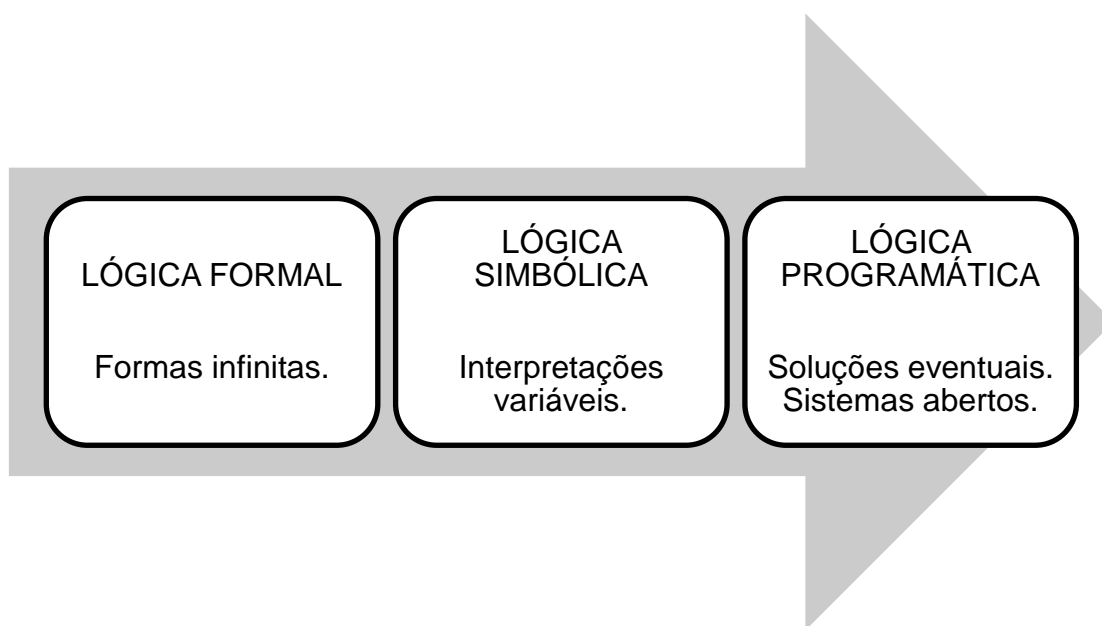 LÓGICA FORMAL
Formas infinitas.
LÓGICA
SIMBÓLICA
Interpretações
variáveis.
LÓGICA
PROGRAMÁTICA
Soluções eventuais.
Sistemas abertos.